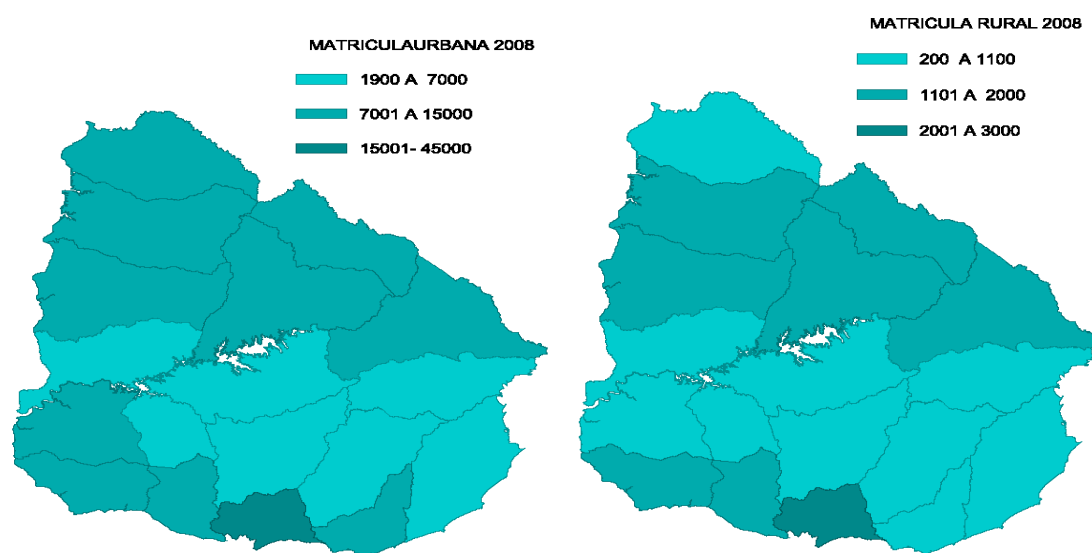 MATRICULAURBANA 2008
1900 A 7000
7001 A 15000
15001- 45000
MATRICULA RURAL 2008
200 A 1100
1101 A 2000
2001 A 3000